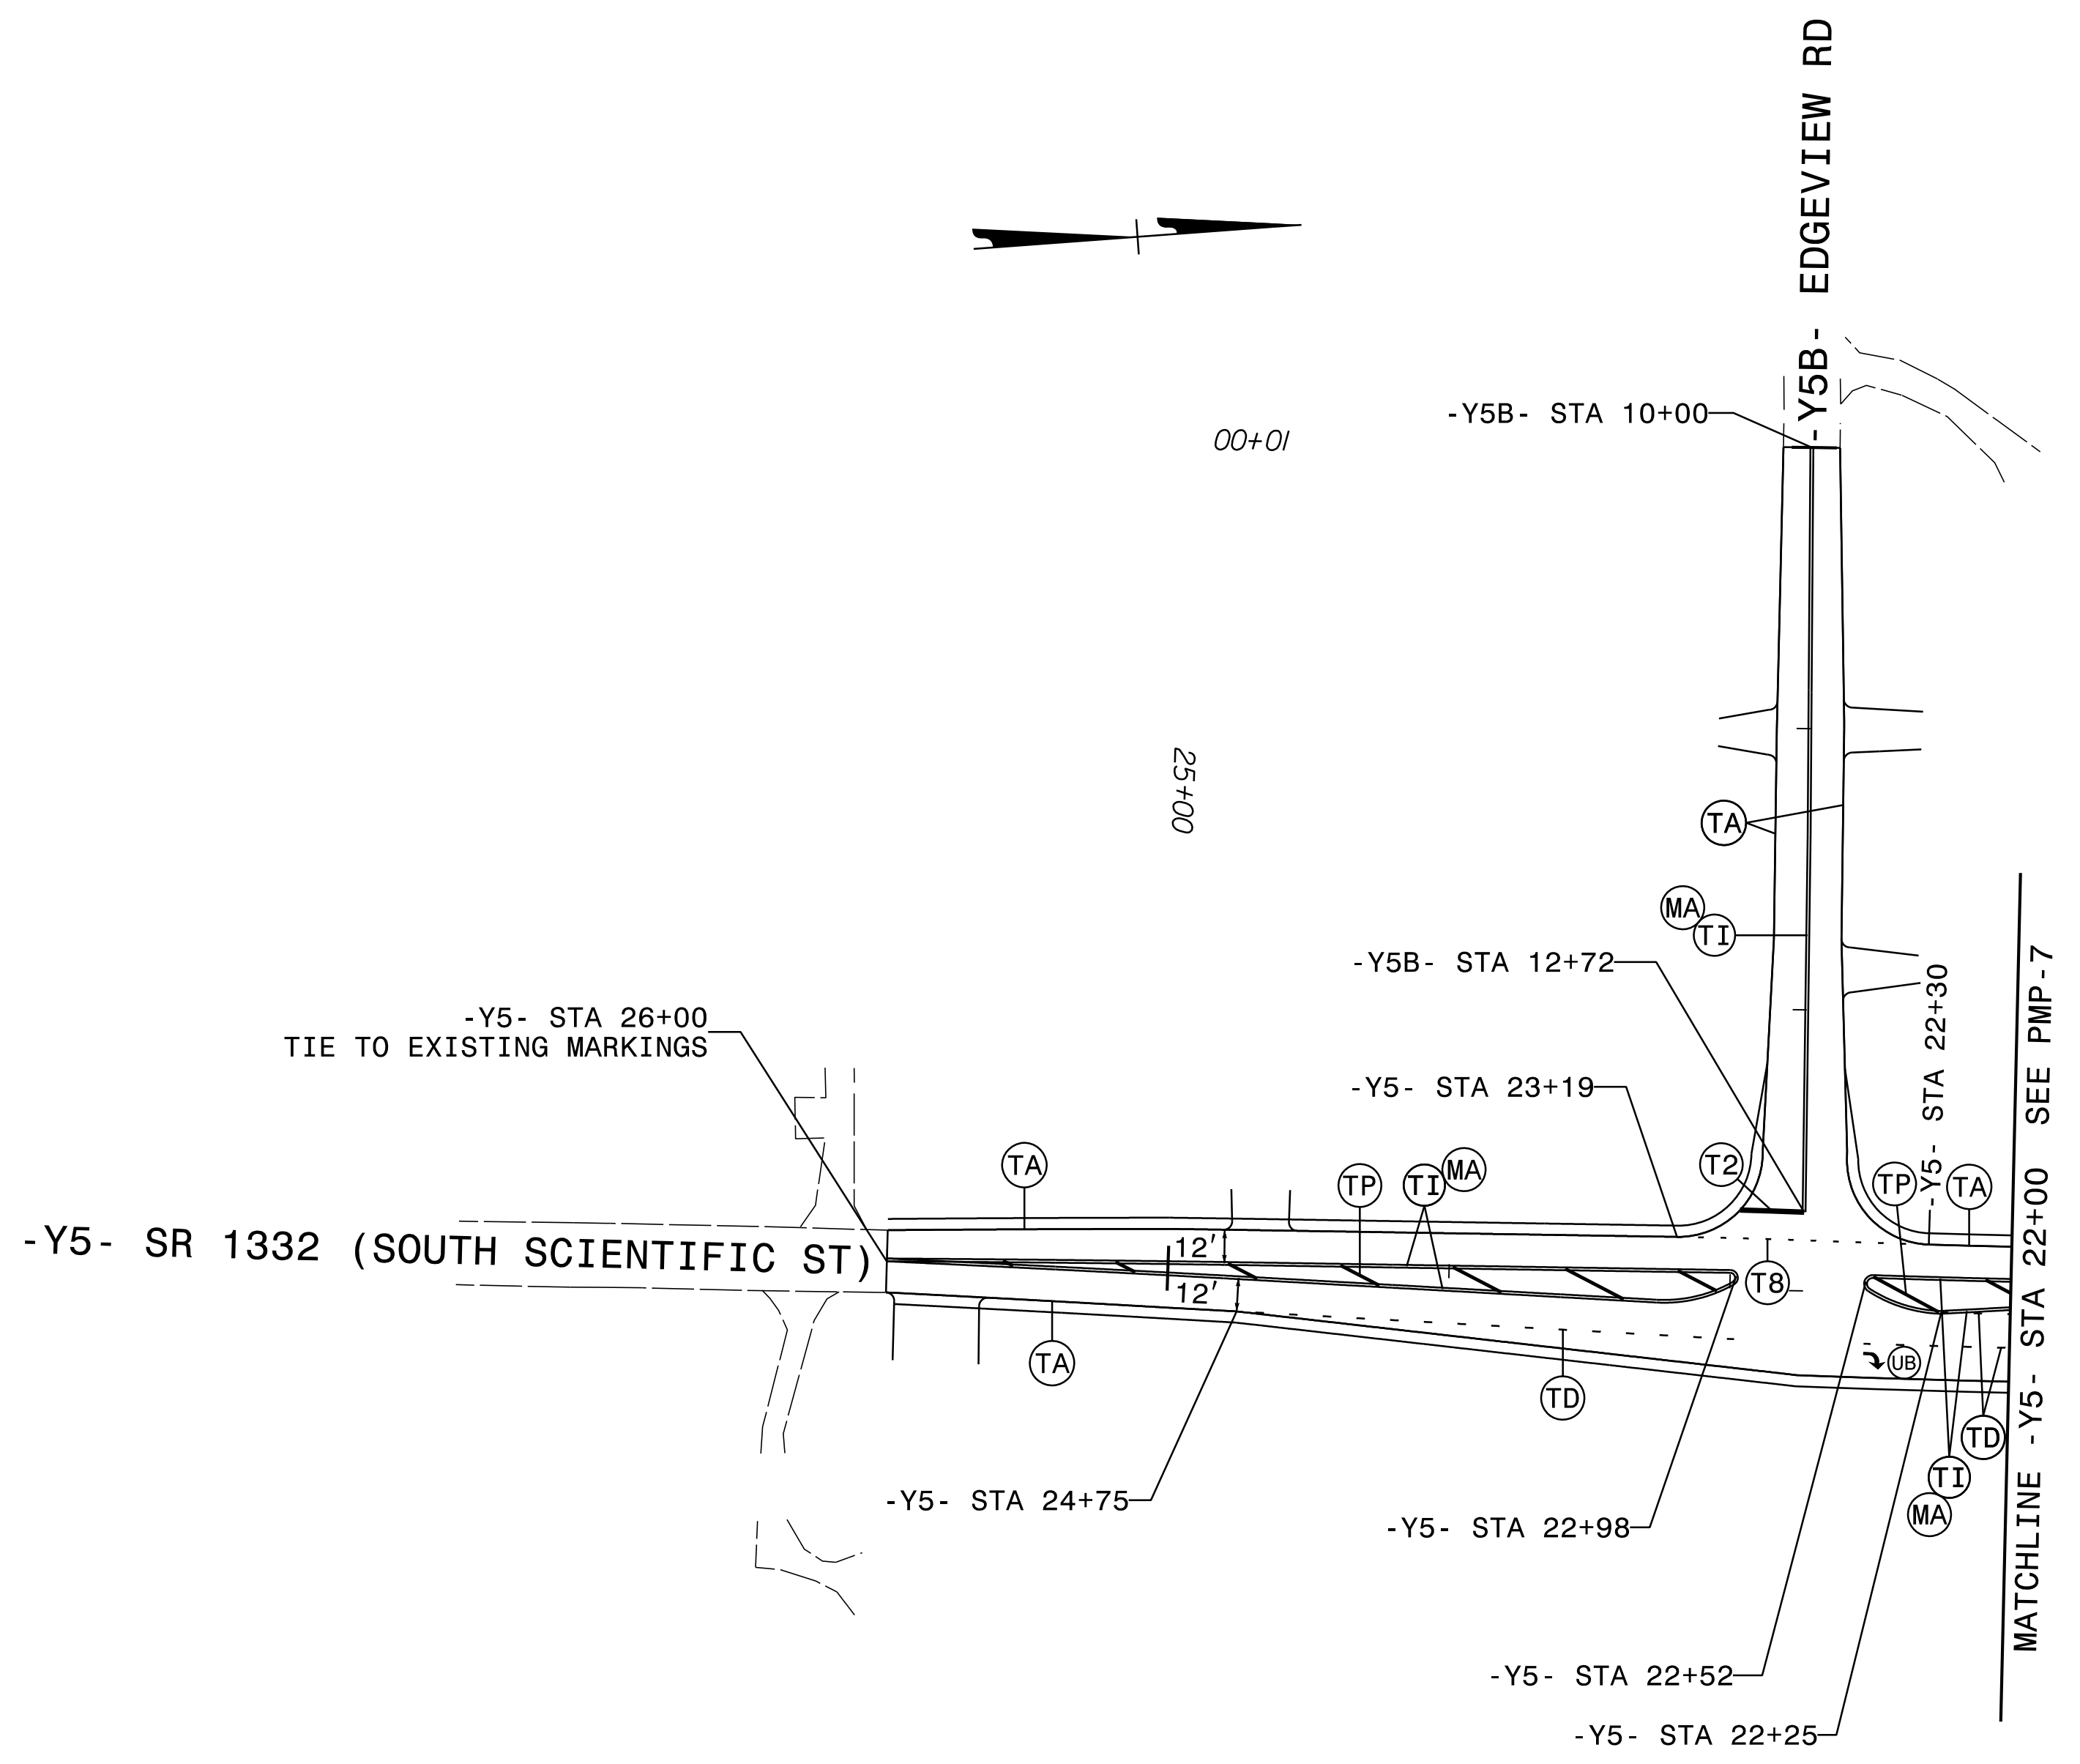 -Y5B- EDGEVIEW RD
-Y5B- STA 10+00
10+00
25+00
TA
MA
TI
-Y5B- STA 12+72
-Y5- STA 22+30
-Y5- STA 26+00
TIE TO EXISTING MARKINGS
-Y5- STA 23+19
TA
TP
TI
MA
T2
TP
TA
-Y5- SR 1332 (SOUTH SCIENTIFIC ST)
12'
12'
T8
TA
UB
TD
TD
TI
MA
-Y5- STA 24+75
-Y5- STA 22+98
-Y5- STA 22+52
-Y5- STA 22+25
MATCHLINE -Y5- STA 22+00 SEE PMP-7